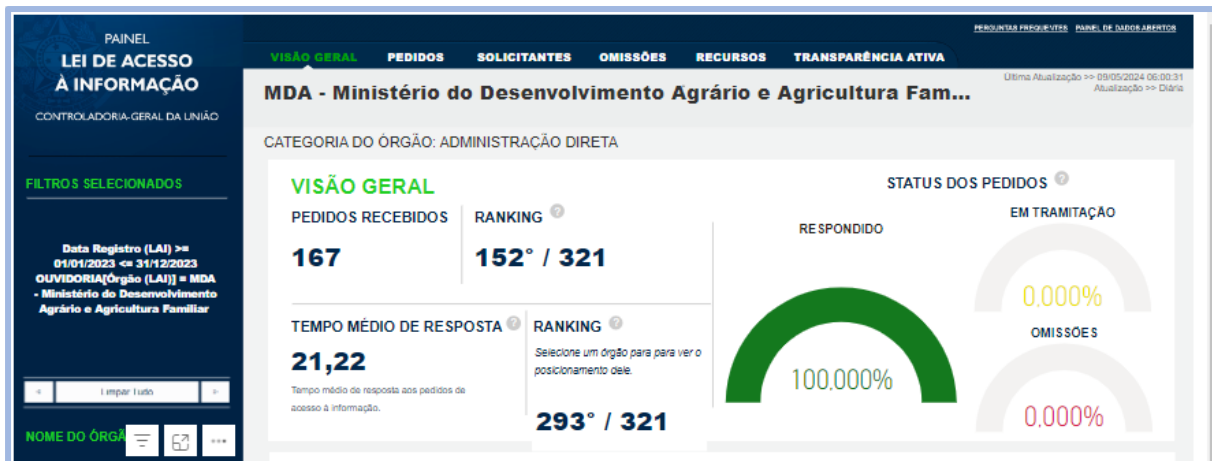 PERGUNTAS FREQUENTES PAINEL DE DADOS ABERTOS
PAINEL
LEI DE ACESSO
À INFORMAÇÃO
CONTROLADORIA-GERAL DA UNIÃO
VISÃO GERAL PEDIDOS SOLICITANTES OMISSÕES RECURSOS TRANSPARÊNCIA ATIVA
Última Atualização >> 09/05/2024 06:00:31
Atualização >> Diária
MDA - Ministério do Desenvolvimento Agrário e Agricultura Fam...
CATEGORIA DO ÓRGÃO: ADMINISTRAÇÃO DIRETA
FILTROS SELECIONADOS
Data Registro (LAI) >=
01/01/2023 <= 31/12/2023
OUVIDORIA[Órgão (LAI)] = MDA
- Ministério do Desenvolvimento
Agrário e Agricultura Familiar
Limpar Tudo
NOME DO ÓRGÃ
VISÃO GERAL
PEDIDOS RECEBIDOS
167
RANKING ?
152° / 321
TEMPO MÉDIO DE RESPOSTA ?
21,22
Tempo médio de resposta aos pedidos de
acesso à informação.
RANKING ?
Selecione um órgão para para ver o
posicionamento dele.
293° / 321
STATUS DOS PEDIDOS ?
RESPONDIDO
100,000%
EM TRAMITAÇÃO
0,000%
OMISSÕES
0,000%